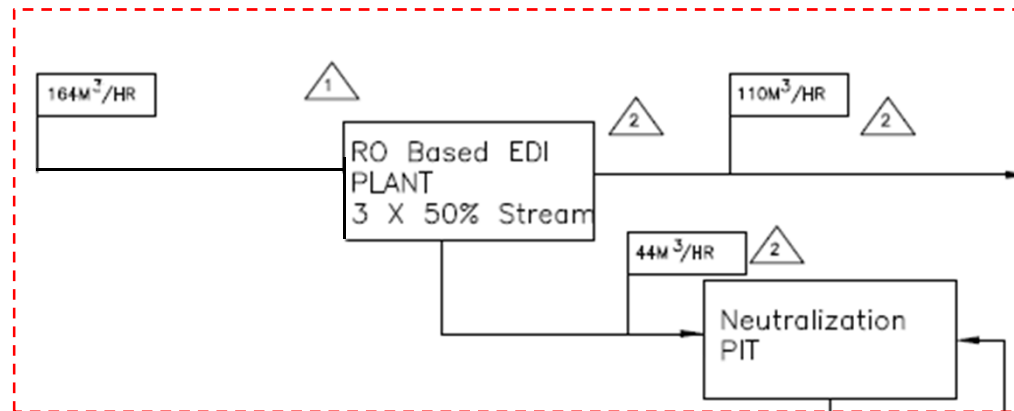 164M³/HR
1
2
110M³/HR
2
RO Based EDI
PLANT
3 X 50% Stream
44M³/HR
2
Neutralization
PIT